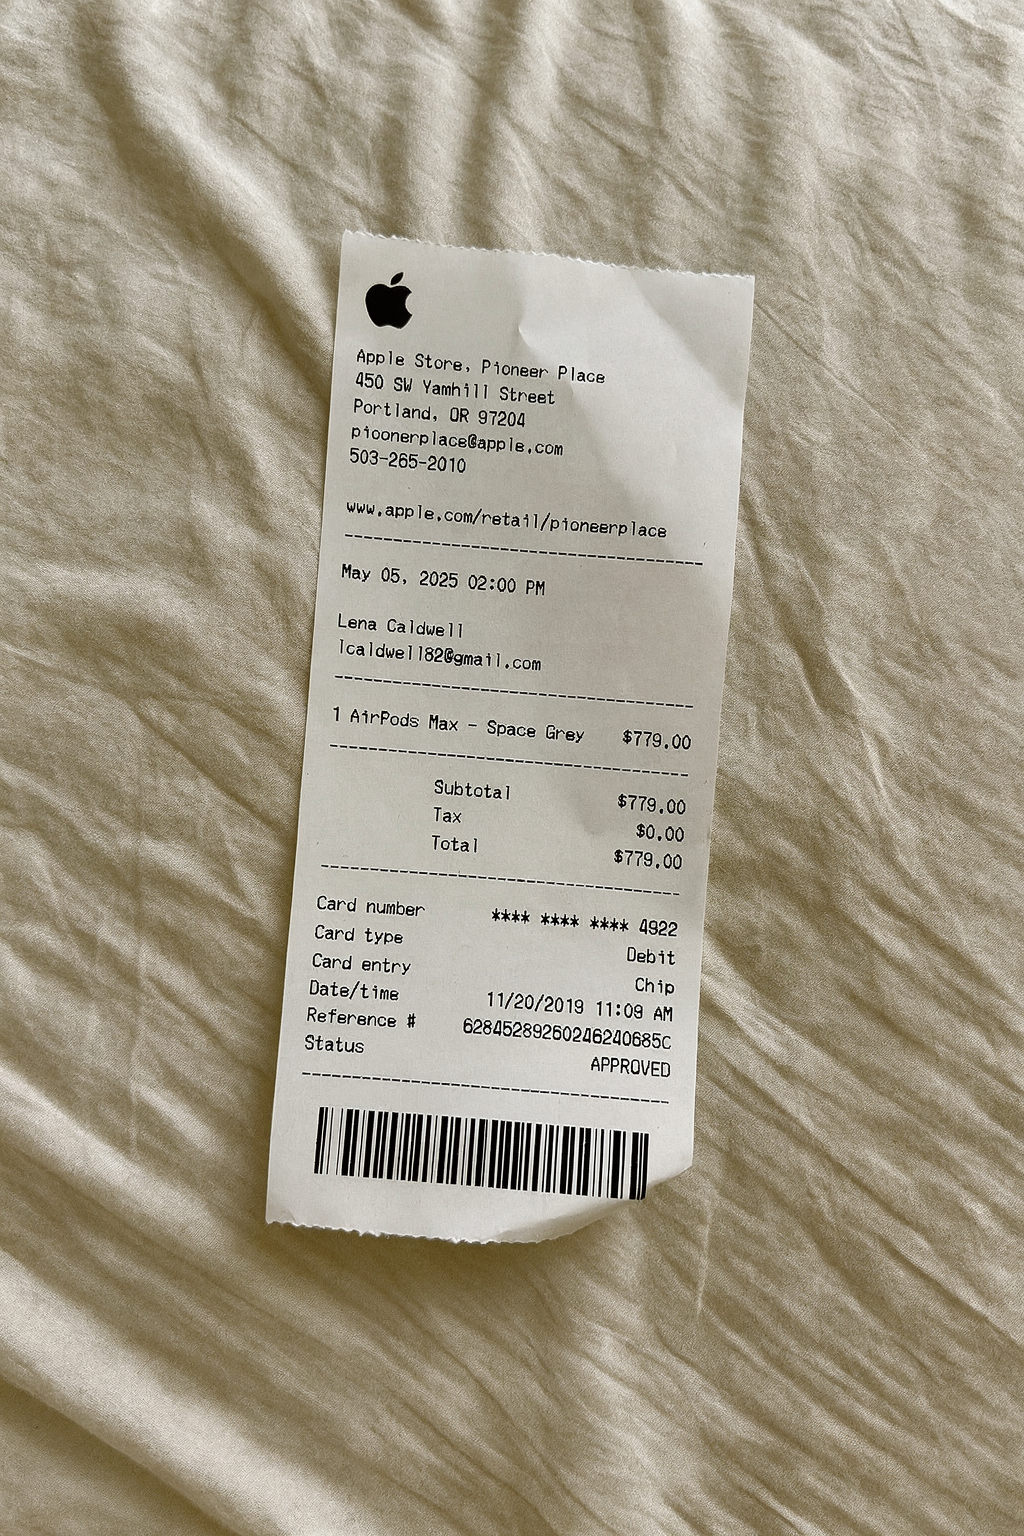 Apple Store, Pioneer Place
450 SW Yamhill Street
Portland, OR 97204
pioonerplace@apple.com
503-265-2010
www.apple.com/retail/pioneerplace
May 05, 2025 02:00 PM
Lena Caldwell
lcaldwell82@gmail.com
1 AirPods Max - Space Grey $779.00
Subtotal $779.00
Tax $0.00
Total $779.00
Card number **** **** **** 4922
Card type Debit
Card entry Chip
Date/time 11/20/2019 11:09 AM
Reference # 62845289260246240685C
Status APPROVED